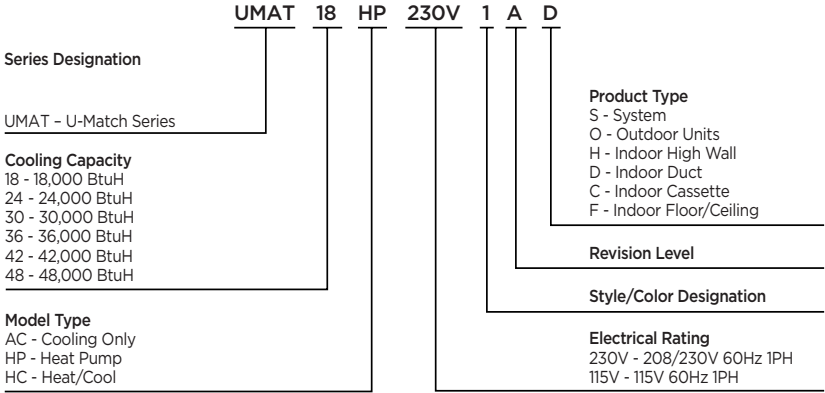 UMAT 18 HP 230V 1 A D
Series Designation
UMAT – U-Match Series
Cooling Capacity
18 - 18,000 BtuH
24 - 24,000 BtuH
30 - 30,000 BtuH
36 - 36,000 BtuH
42 - 42,000 BtuH
48 - 48,000 BtuH
Model Type
AC - Cooling Only
HP - Heat Pump
HC - Heat/Cool
Product Type
S - System
O - Outdoor Units
H - Indoor High Wall
D - Indoor Duct
C - Indoor Cassette
F - Indoor Floor/Ceiling
Revision Level
Style/Color Designation
Electrical Rating
230V - 208/230V 60Hz 1PH
115V - 115V 60Hz 1PH